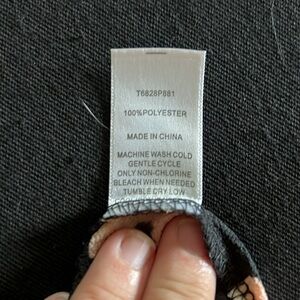 T6828P881
100%POLYESTER
MADE IN CHINA
MACHINE WASH COLD
GENTLE CYCLE
ONLY NON-CHLORINE
BLEACH WHEN NEEDED
TUMBLE DRY LOW